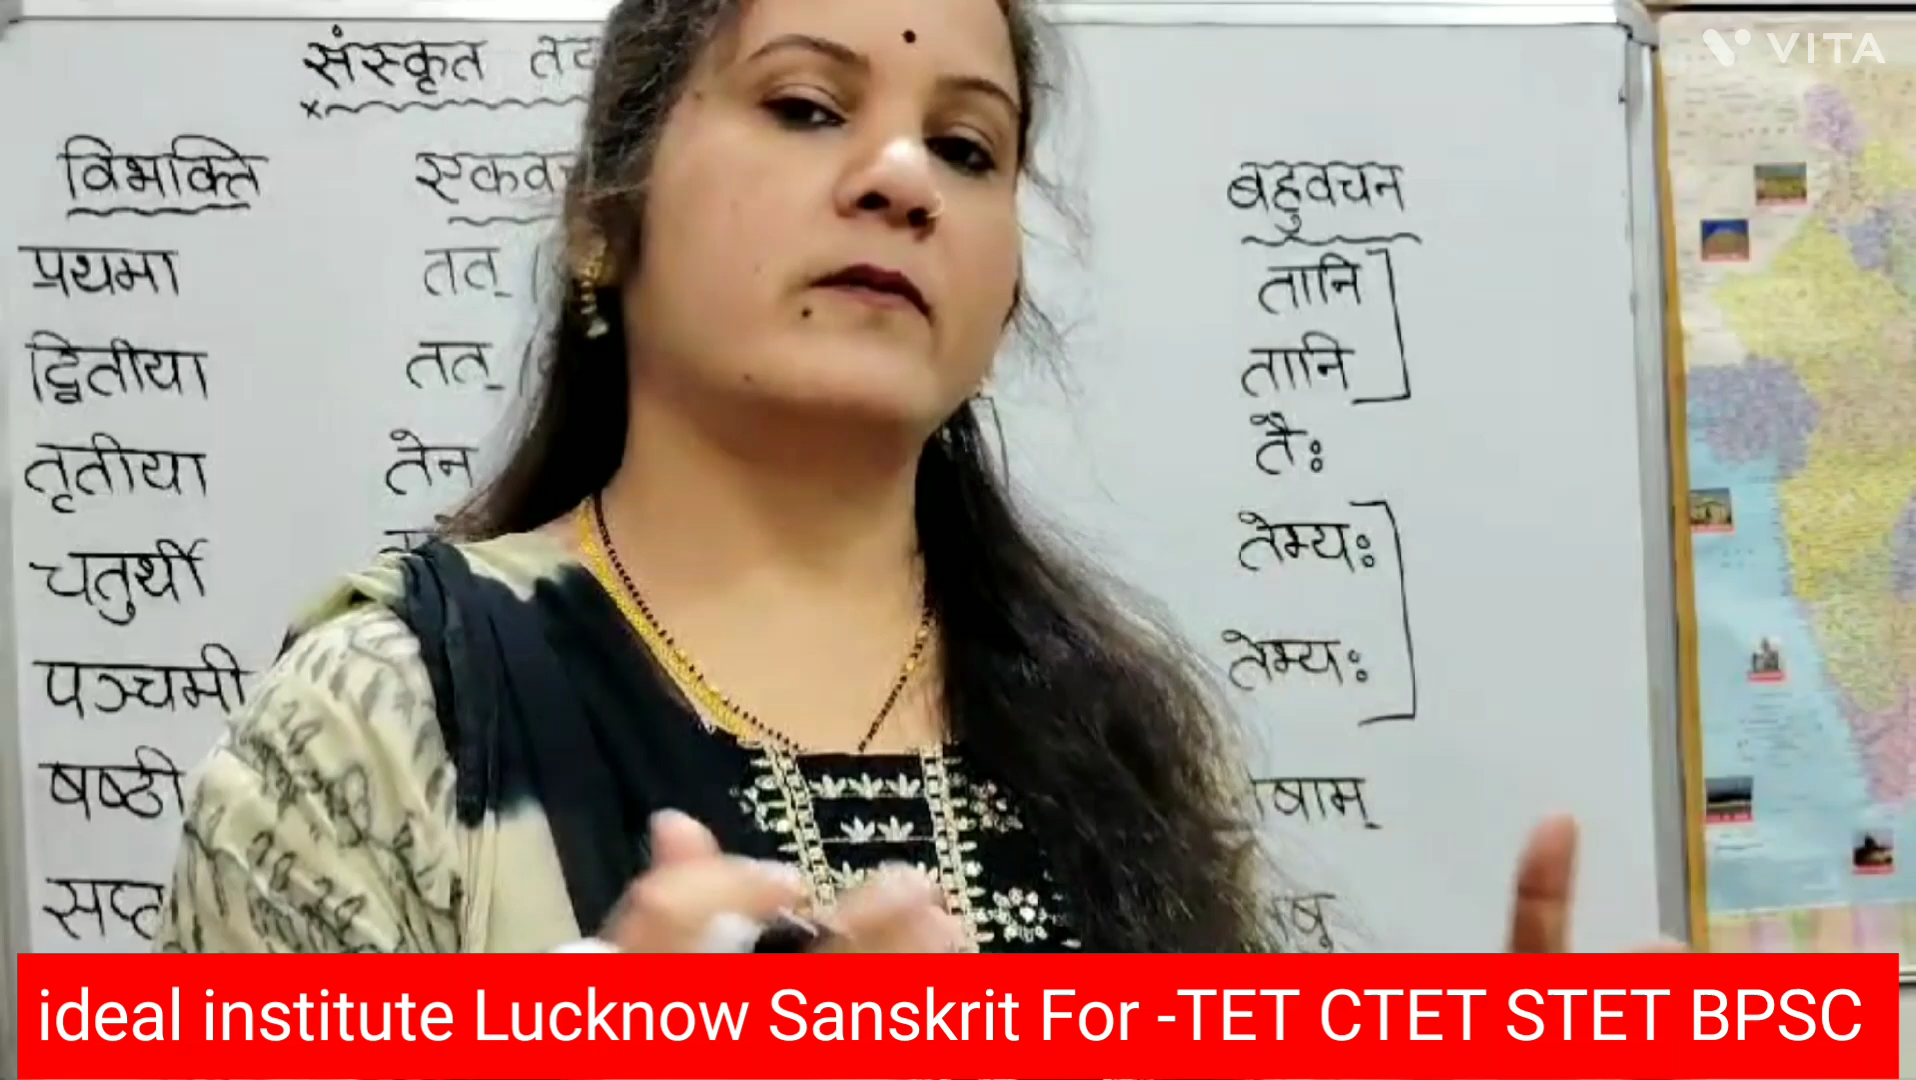 VITA
संस्कृत
विभक्ति बहुवचन
प्रथमा तत् तानि
द्वितीया तत् तानि
तृतीया तेन तैः
चतुर्थी तेभ्यः
पञ्चमी तेभ्यः
षष्ठी
ideal institute Lucknow Sanskrit For -TET CTET STET BPSC